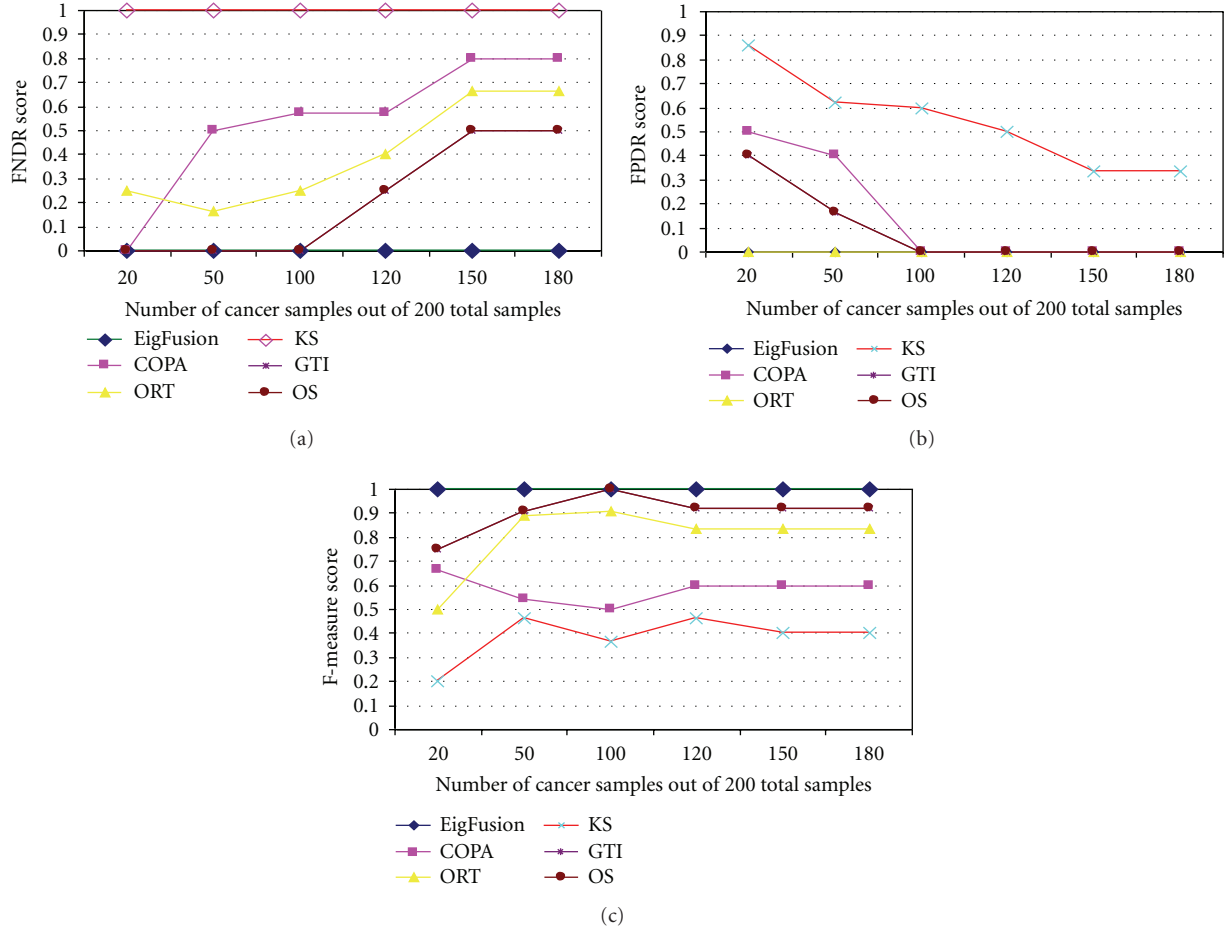 1
0.9
0.8
0.7
0.6
0.5
0.4
0.3
0.2
0.1
0
FNDR score
20 50 100 120 150 180
Number of cancer samples out of 200 total samples
EigFusion KS
COPA GTI
ORT OS
(a)
1
0.9
0.8
0.7
0.6
0.5
0.4
0.3
0.2
0.1
0
FPDR score
20 50 100 120 150 180
Number of cancer samples out of 200 total samples
EigFusion KS
COPA GTI
ORT OS
(b)
1
0.9
0.8
0.7
0.6
0.5
0.4
0.3
0.2
0.1
0
F-measure score
20 50 100 120 150 180
Number of cancer samples out of 200 total samples
EigFusion KS
COPA GTI
ORT OS
(c)